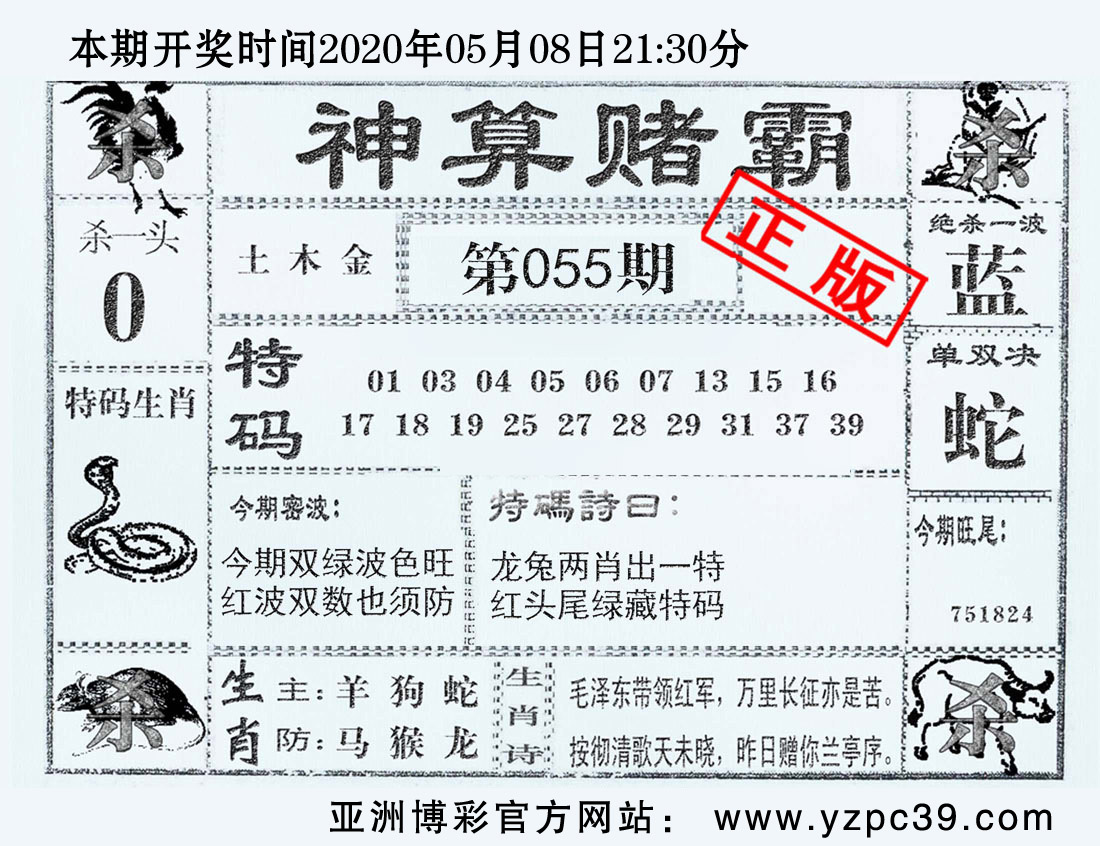 本期开奖时间2020年05月08日21:30分
杀
神算赌霸
杀
正版
杀一头
0
土木金
第055期
绝杀一波
蓝
特码生肖
特码
01 03 04 05 06 07 13 15 16
17 18 19 25 27 28 29 31 37 39
单双决
蛇
今期密波：
今期双绿波色旺
红波双数也须防
特碼詩曰：
龙兔两肖出一特
红头尾绿藏特码
今期旺尾：
751824
杀
生肖
主：羊 狗 蛇
防：马 猴 龙
生肖诗
毛泽东带领红军，万里长征亦是苦。
按彻清歌天未晓，昨日赠你兰亭序。
杀
亚洲博彩官方网站： www.yzpc39.com